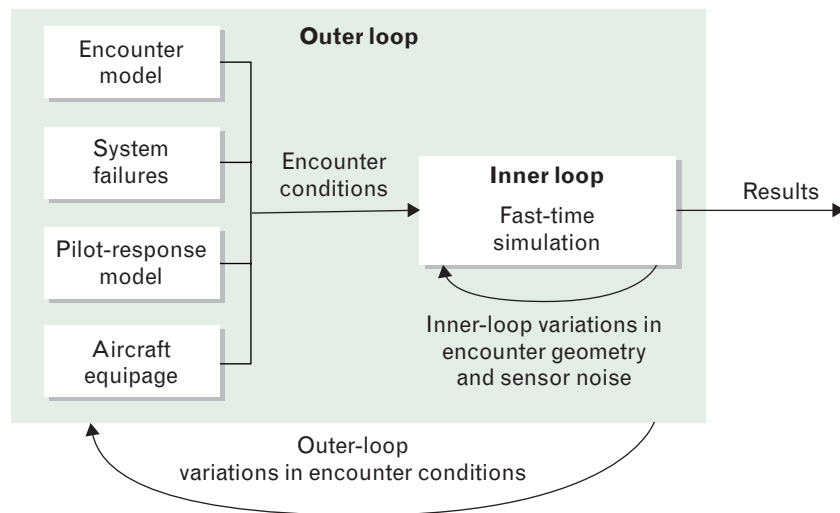 Outer loop
Encounter
model
System
failures
Pilot-response
model
Aircraft
equipage
Encounter
conditions
Inner loop
Fast-time
simulation
Results
Inner-loop variations in
encounter geometry
and sensor noise
Outer-loop
variations in encounter conditions